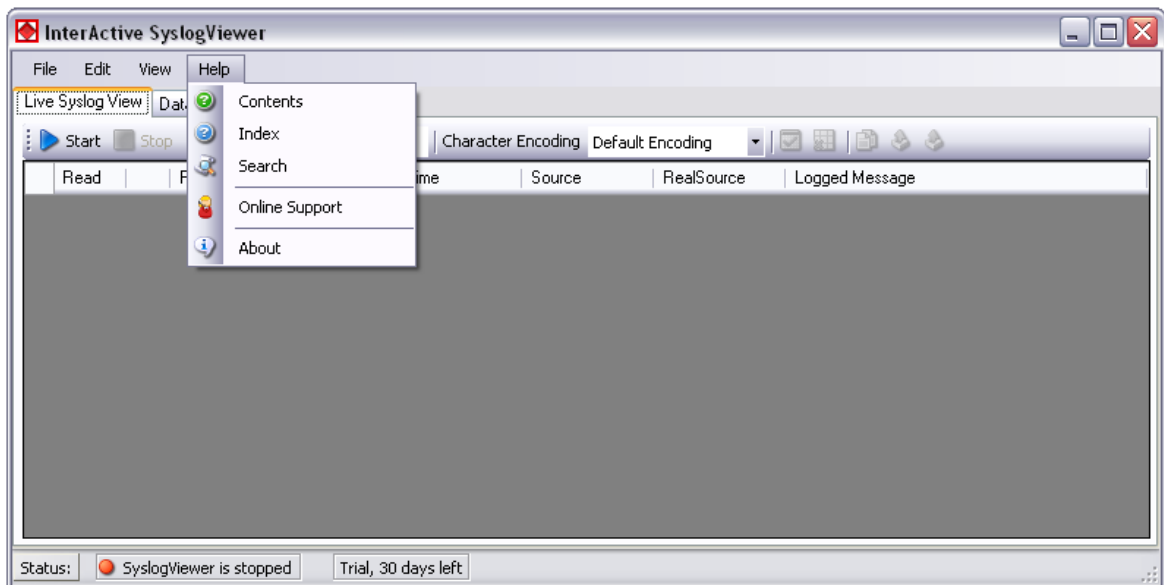 InterActive SyslogViewer
File Edit View Help
Live Syslog View
Contents
Index
Search
Online Support
About
Start Stop Character Encoding Default Encoding
Read Source RealSource Logged Message
Status: SyslogViewer is stopped Trial, 30 days left